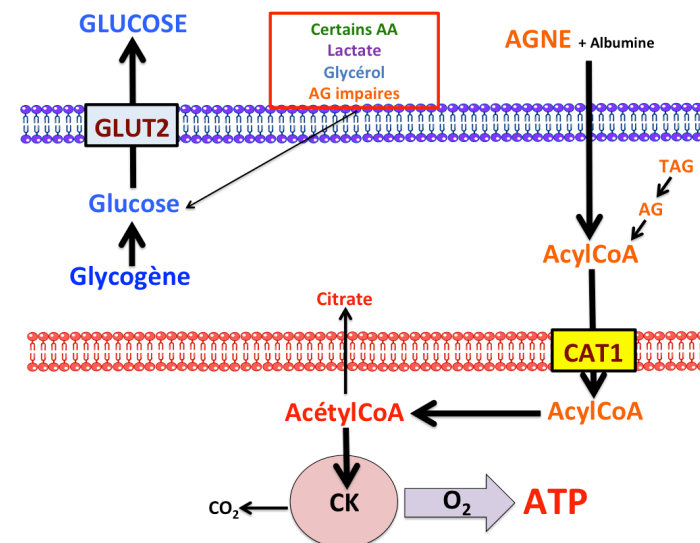 GLUCOSE
Certains AA
Lactate
Glycérol
AG impaires
AGNE + Albumine
GLUT2
TAG
Glucose
AG
AcylCoA
Glycogène
Citrate
CAT1
AcétylCoA
AcylCoA
CK
CO₂
O₂
ATP